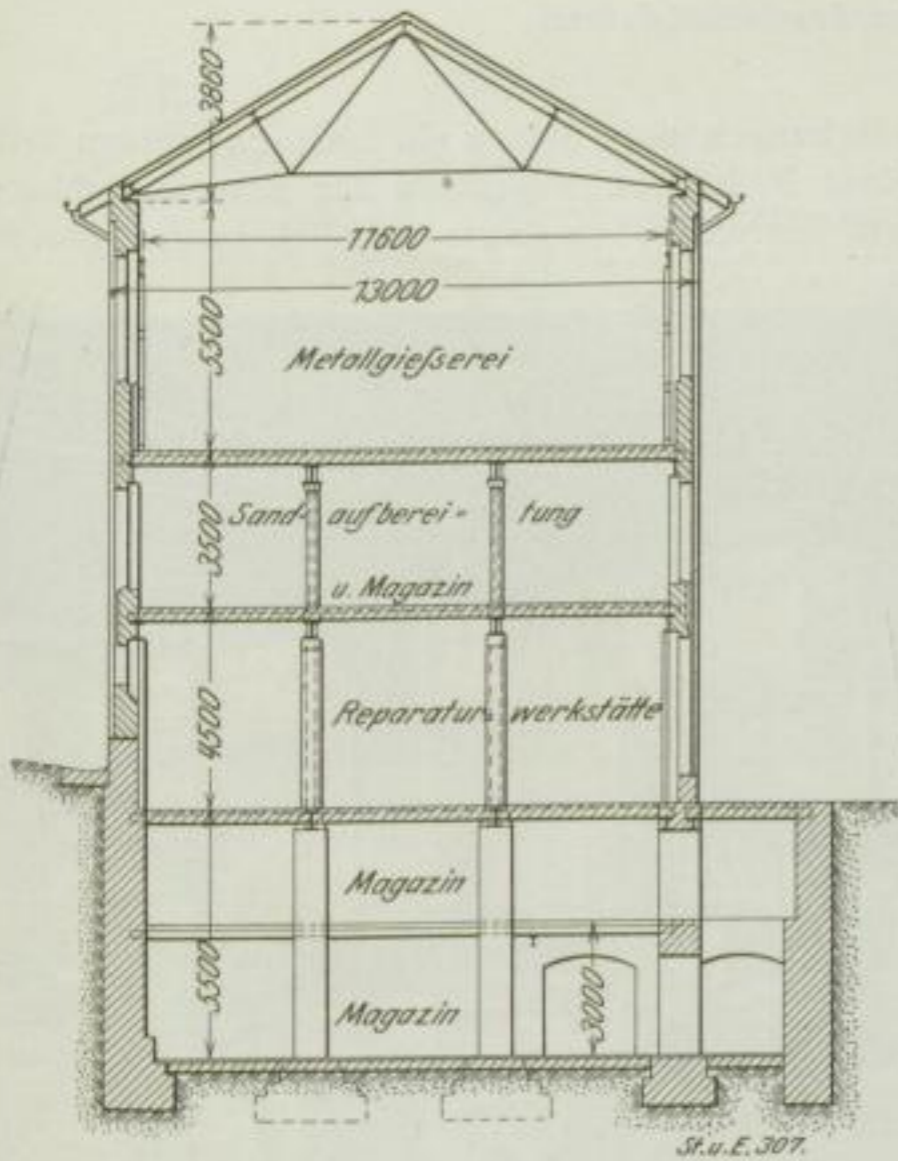 3860
11600
13000
5500
Metallgießerei
3500
Sand- aufberei- tung
u. Magazin
4500
Reparatur- werkstätte
Magazin
5500
3000
Magazin
St.u.E. 307.